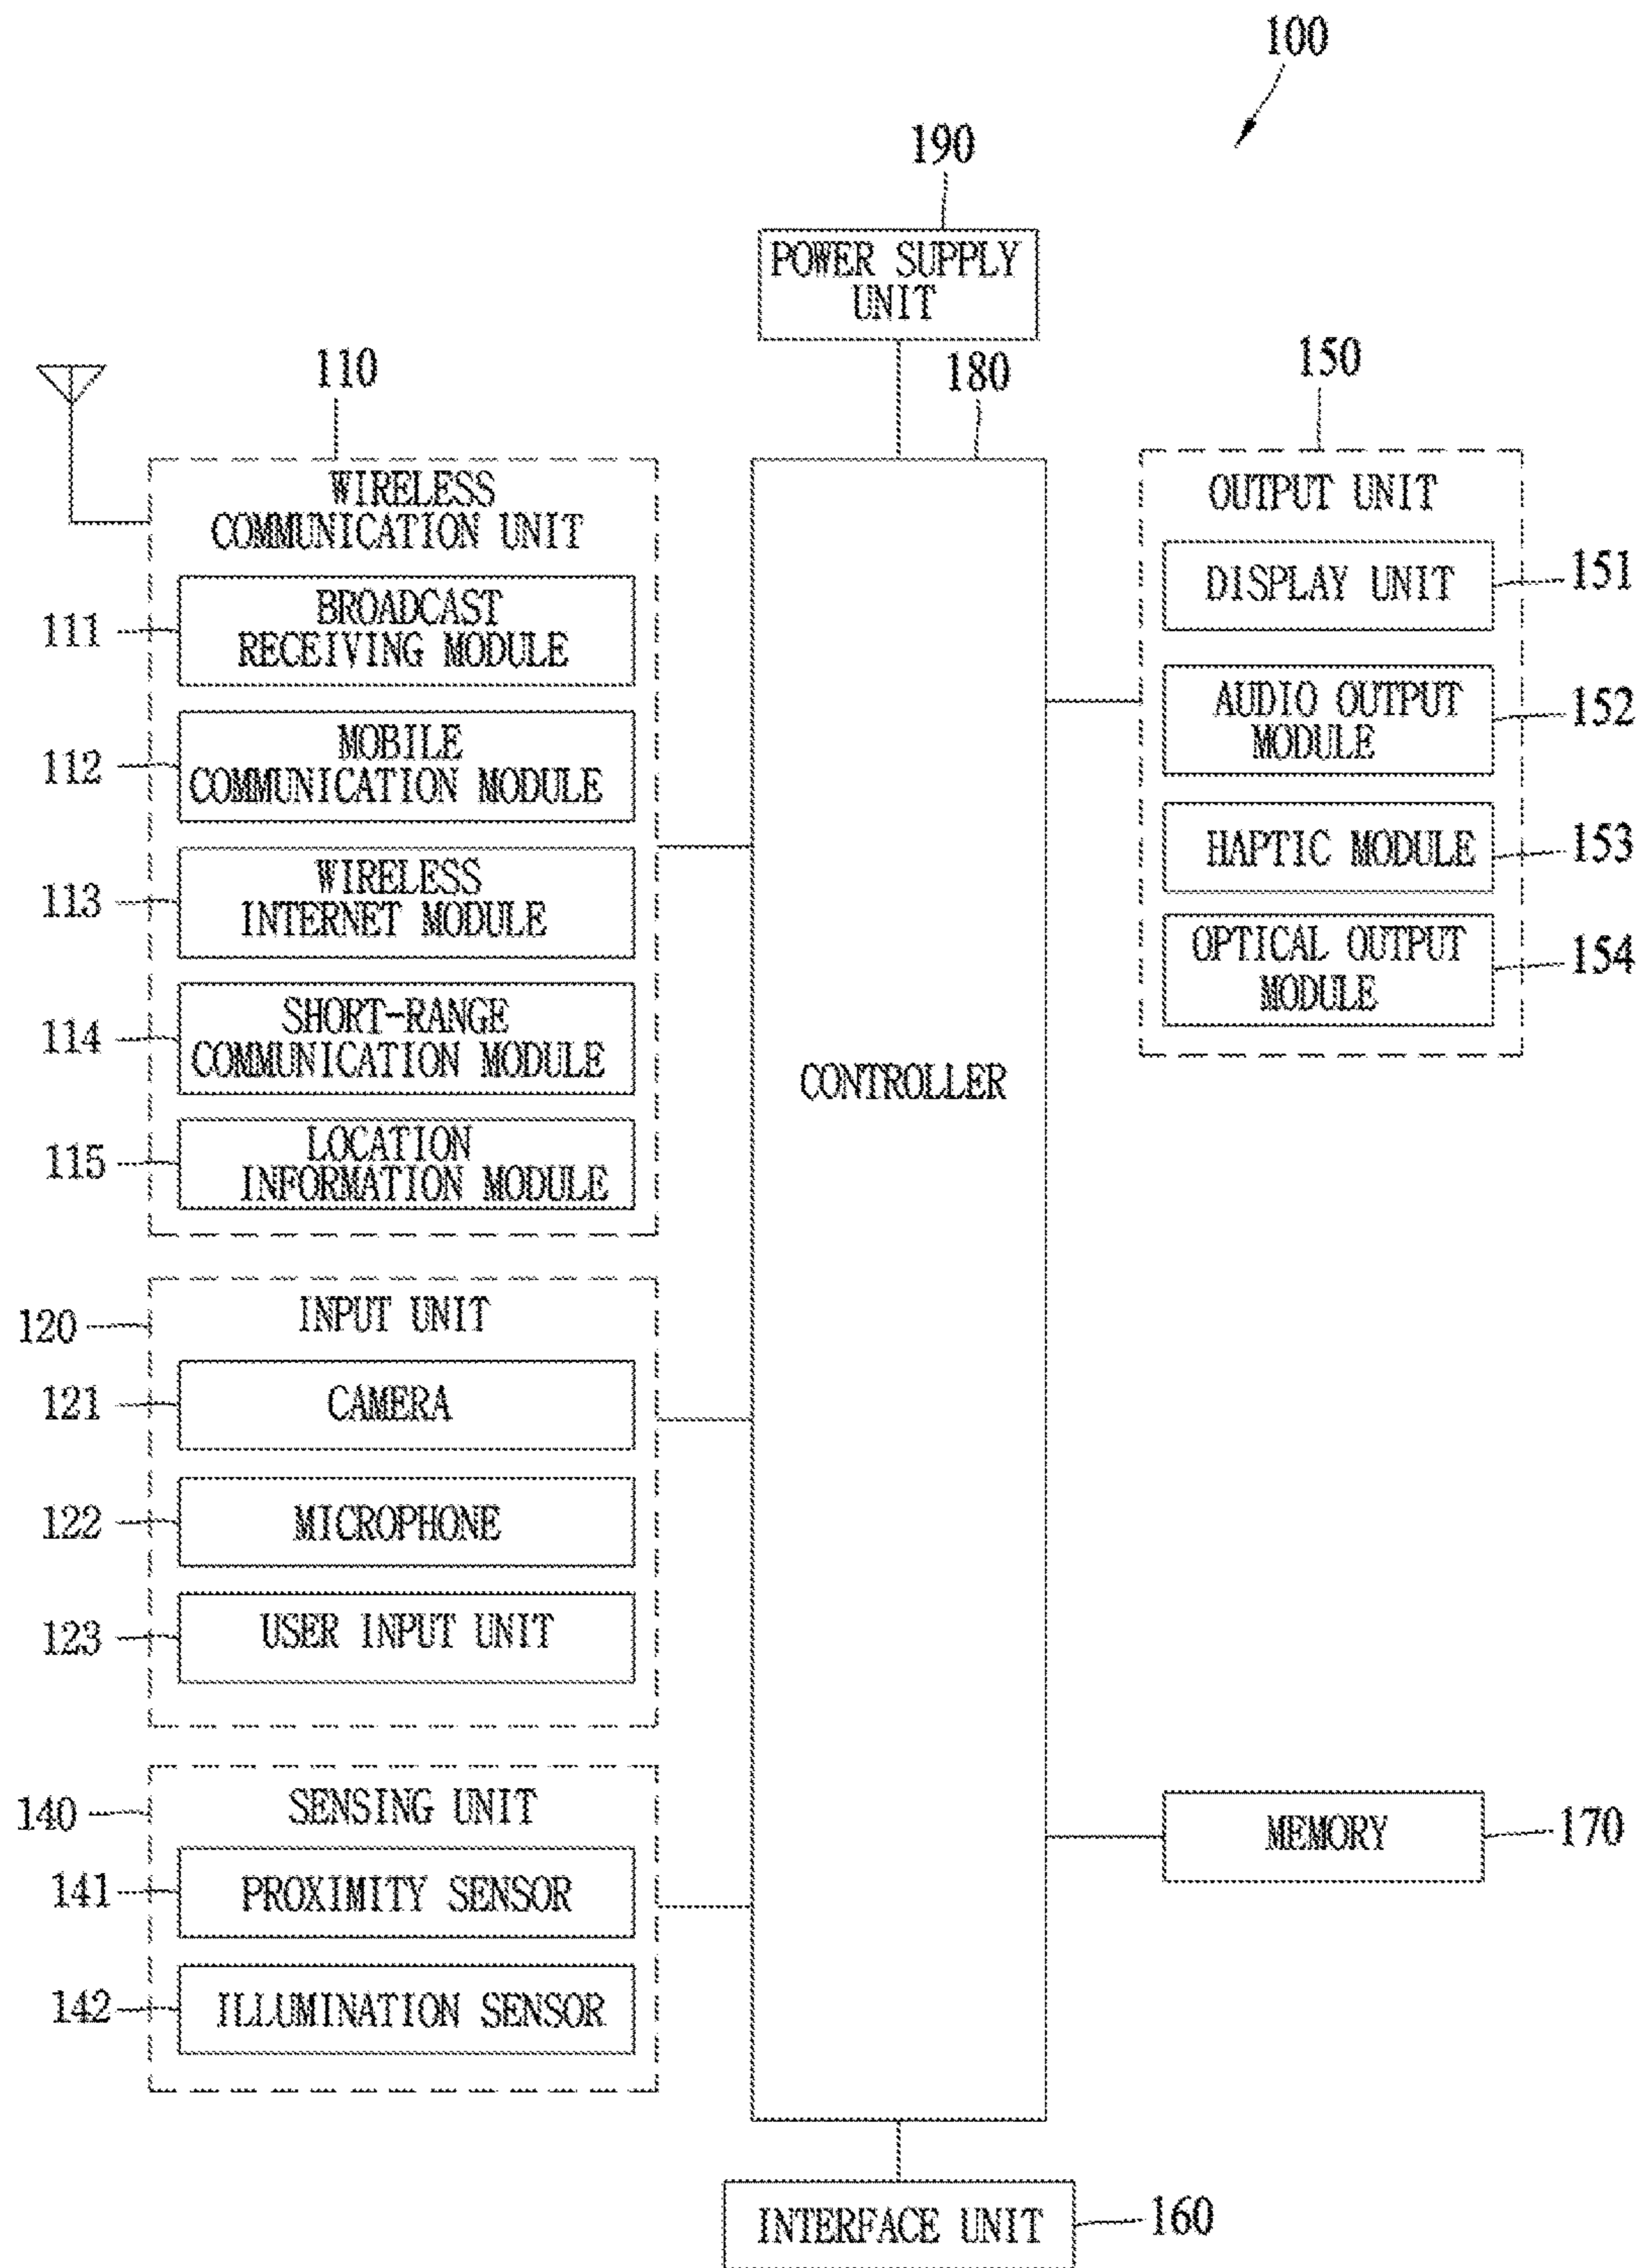 100
190
POWER SUPPLY
UNIT
110
180
150
WIRELESS
COMMUNICATION UNIT
111
BROADCAST
RECEIVING MODULE
112
MOBILE
COMMUNICATION MODULE
113
WIRELESS
INTERNET MODULE
114
SHORT-RANGE
COMMUNICATION MODULE
115
LOCATION
INFORMATION MODULE
120
INPUT UNIT
121
CAMERA
122
MICROPHONE
123
USER INPUT UNIT
140
SENSING UNIT
141
PROXIMITY SENSOR
142
ILLUMINATION SENSOR
CONTROLLER
OUTPUT UNIT
DISPLAY UNIT
151
AUDIO OUTPUT
MODULE
152
HAPTIC MODULE
153
OPTICAL OUTPUT
MODULE
154
MEMORY
170
INTERFACE UNIT
160